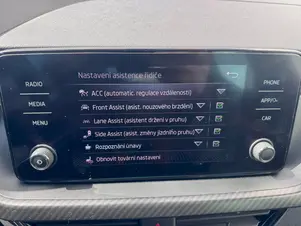 Nastavení asistence řidiče
RADIO
MEDIA
MENU
ACC (automatic. regulace vzdálenosti)
Front Assist (asist. nouzového brzdění)
Lane Assist (asistent držení v pruhu)
Side Assist (asist. změny jízdního pruhu)
Rozpoznání únavy
Obnovit tovární nastavení
PHONE
APP/
CAR